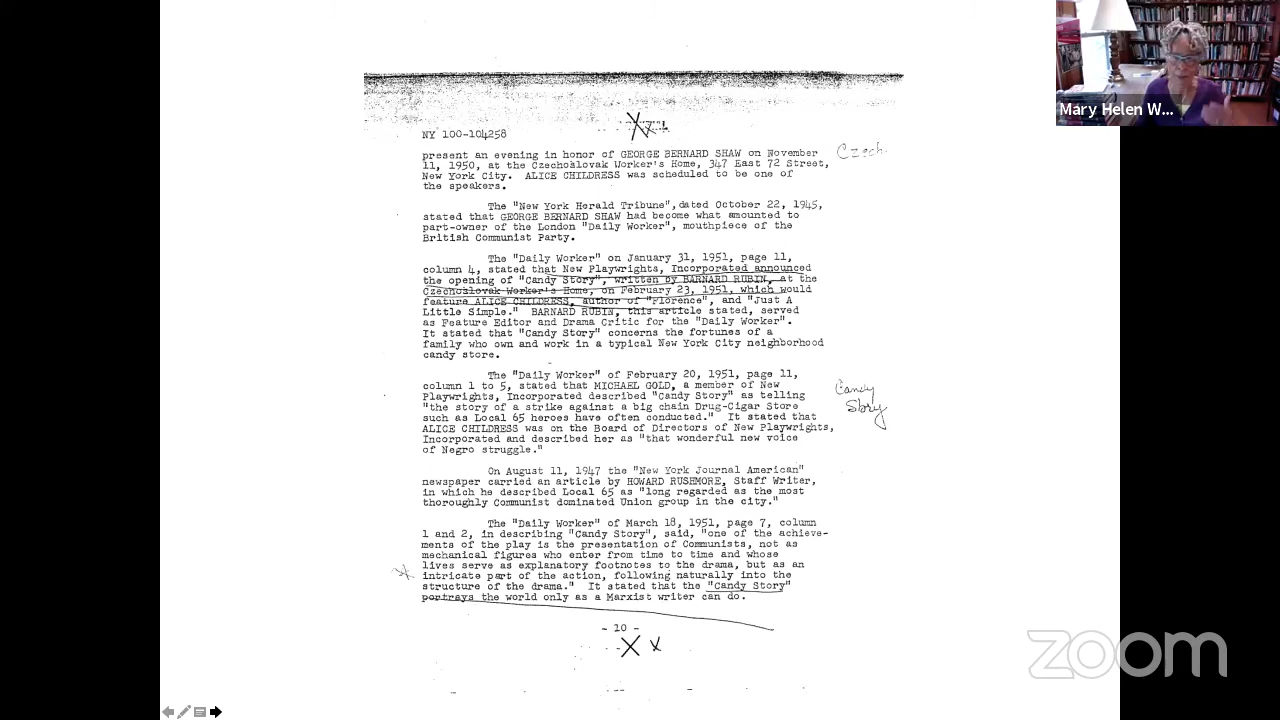 Mary Helen W...
NY 100-104258
present an evening in honor of GEORGE BERNARD SHAW on November
11, 1950, at the Czechoslovak Worker's Home, 347 East 72 Street,
New York City. ALICE CHILDRESS was scheduled to be one of
the speakers.
Czech.
The "New York Herald Tribune", dated October 22, 1945,
stated that GEORGE BERNARD SHAW had become what amounted to
part-owner of the London "Daily Worker", mouthpiece of the
British Communist Party.
The "Daily Worker" on January 31, 1951, page 11,
column 4, stated that New Playwrights, Incorporated announced
the opening of "Candy Story", written by BARNARD RUBIN, at the
Czechoslovak Worker's Home, on February 23, 1951, which would
feature ALICE CHILDRESS, author of "Florence", and "Just A
Little Simple." BARNARD RUBIN, this article stated, served
as Feature Editor and Drama Critic for the "Daily Worker".
It stated that "Candy Story" concerns the fortunes of a
family who own and work in a typical New York City neighborhood
candy store.
The "Daily Worker" of February 20, 1951, page 11,
column 1 to 5, stated that MICHAEL GOLD, a member of New
Playwrights, Incorporated described "Candy Story" as telling
"the story of a strike against a big chain Drug-Cigar Store
such as Local 65 heroes have often conducted." It stated that
ALICE CHILDRESS was on the Board of Directors of New Playwrights,
Incorporated and described her as "that wonderful new voice
of Negro struggle."
Candy
Story
On August 11, 1947 the "New York Journal American"
newspaper carried an article by HOWARD RUSHMORE, Staff Writer,
in which he described Local 65 as "long regarded as the most
thoroughly Communist dominated Union group in the city."
The "Daily Worker" of March 18, 1951, page 7, column
1 and 2, in describing "Candy Story", said, "one of the achieve-
ments of the play is the presentation of Communists, not as
mechanical figures who enter from time to time and whose
lives serve as explanatory footnotes to the drama, but as an
intricate part of the action, following naturally into the
structure of the drama." It stated that the "Candy Story"
portrays the world only as a Marxist writer can do.
- 10 -
X X
zoom